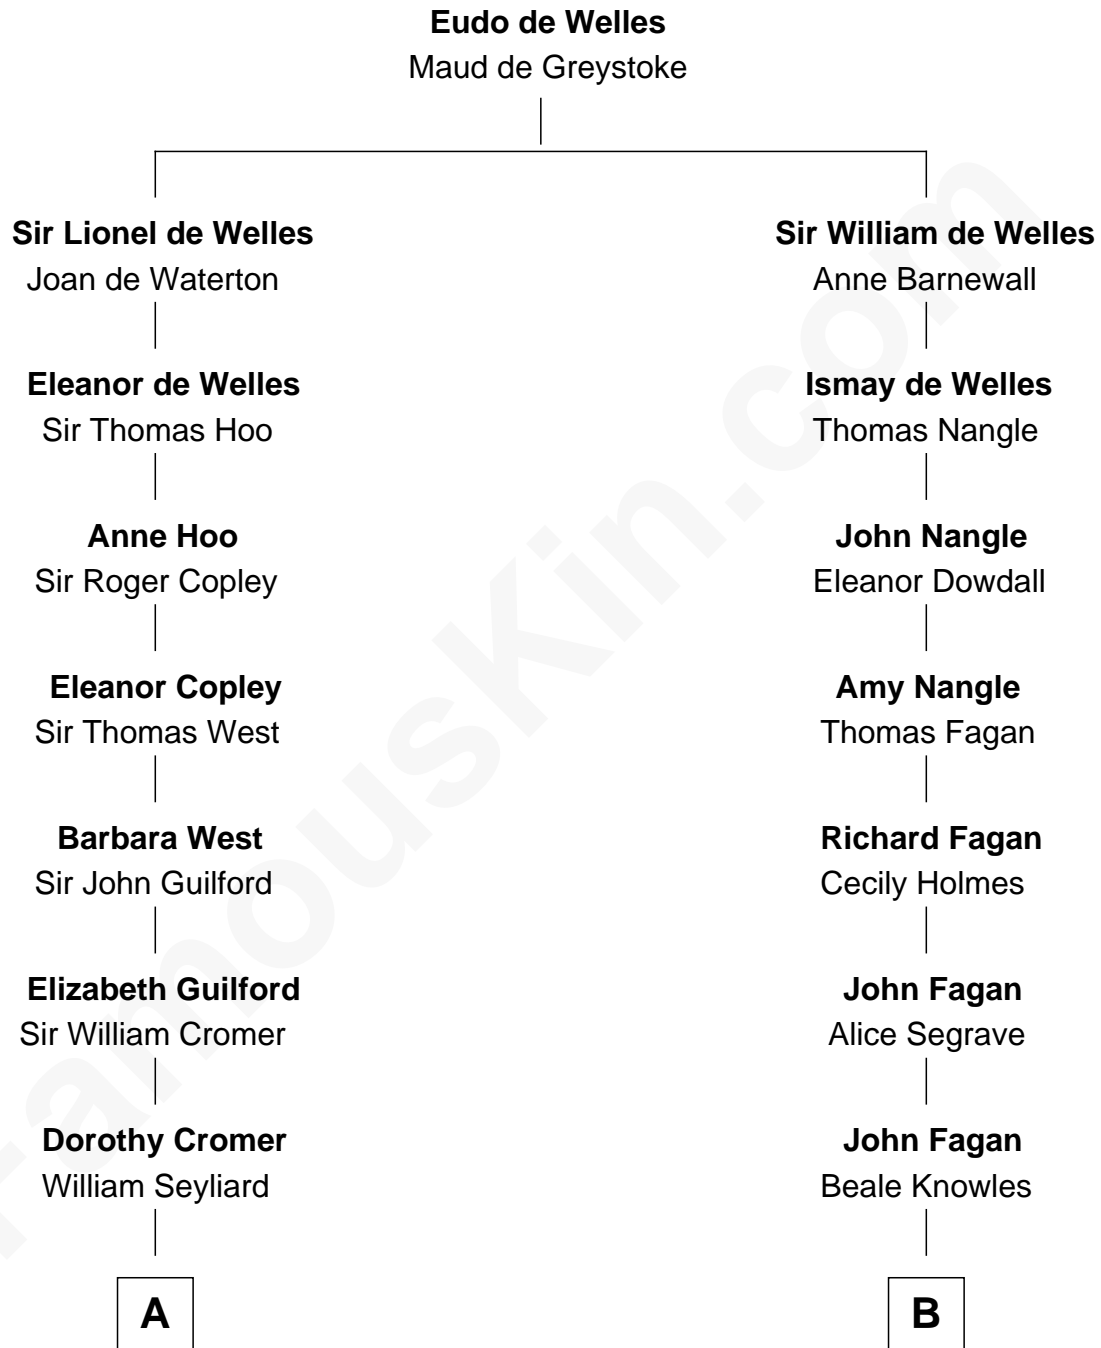 Eudo de Welles
Maud de Greystoke
Sir Lionel de Welles
Joan de Waterton
Sir William de Welles
Anne Barnewall
Eleanor de Welles
Sir Thomas Hoo
Ismay de Welles
Thomas Nangle
Anne Hoo
Sir Roger Copley
John Nangle
Eleanor Dowdall
Eleanor Copley
Sir Thomas West
Amy Nangle
Thomas Fagan
Barbara West
Sir John Guilford
Richard Fagan
Cecily Holmes
Elizabeth Guilford
Sir William Cromer
John Fagan
Alice Segrave
Dorothy Cromer
William Seyliard
John Fagan
Beale Knowles
A
B
FamousKin.com